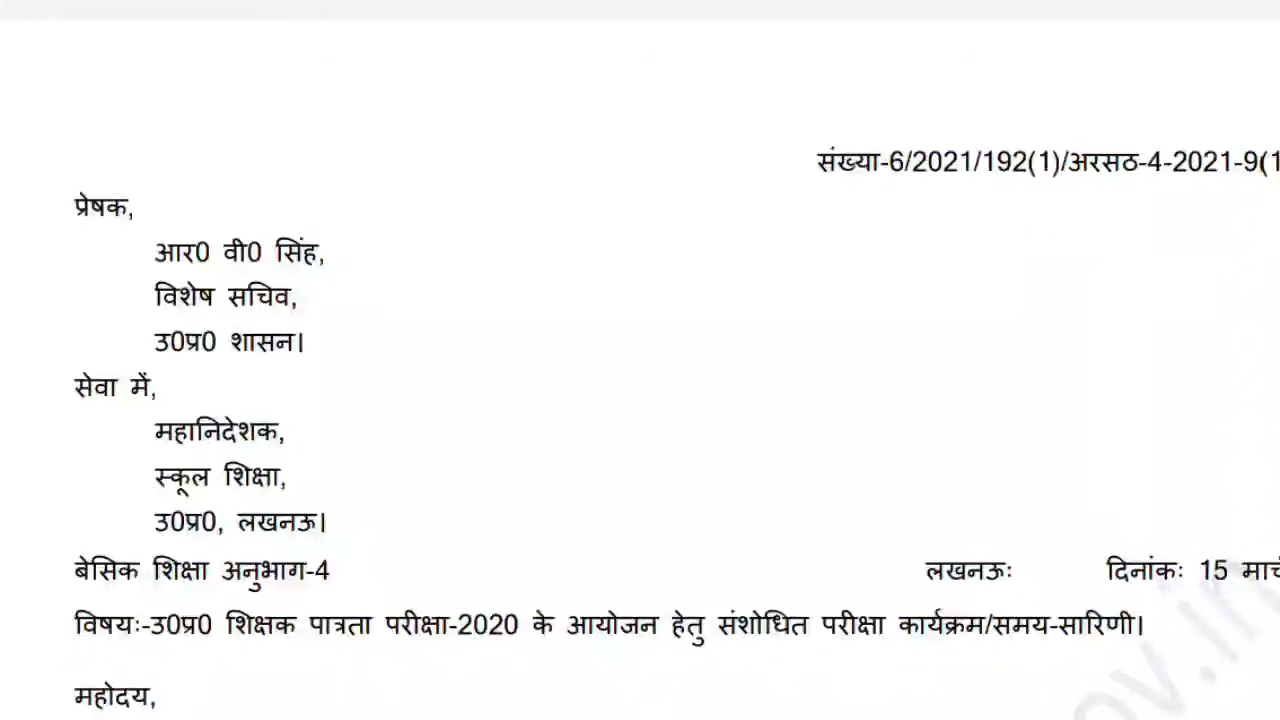 संख्या-6/2021/192(1)/अरसठ-4-2021-9(1
प्रेषक,
आर0 वी0 सिंह,
विशेष सचिव,
उ0प्र0 शासन।
सेवा में,
महानिदेशक,
स्कूल शिक्षा,
उ0प्र0, लखनऊ।
बेसिक शिक्षा अनुभाग-4 लखनऊः दिनांकः 15 मार्च
विषयः-उ0प्र0 शिक्षक पात्रता परीक्षा-2020 के आयोजन हेतु संशोधित परीक्षा कार्यक्रम/समय-सारिणी।
महोदय,
ov.in